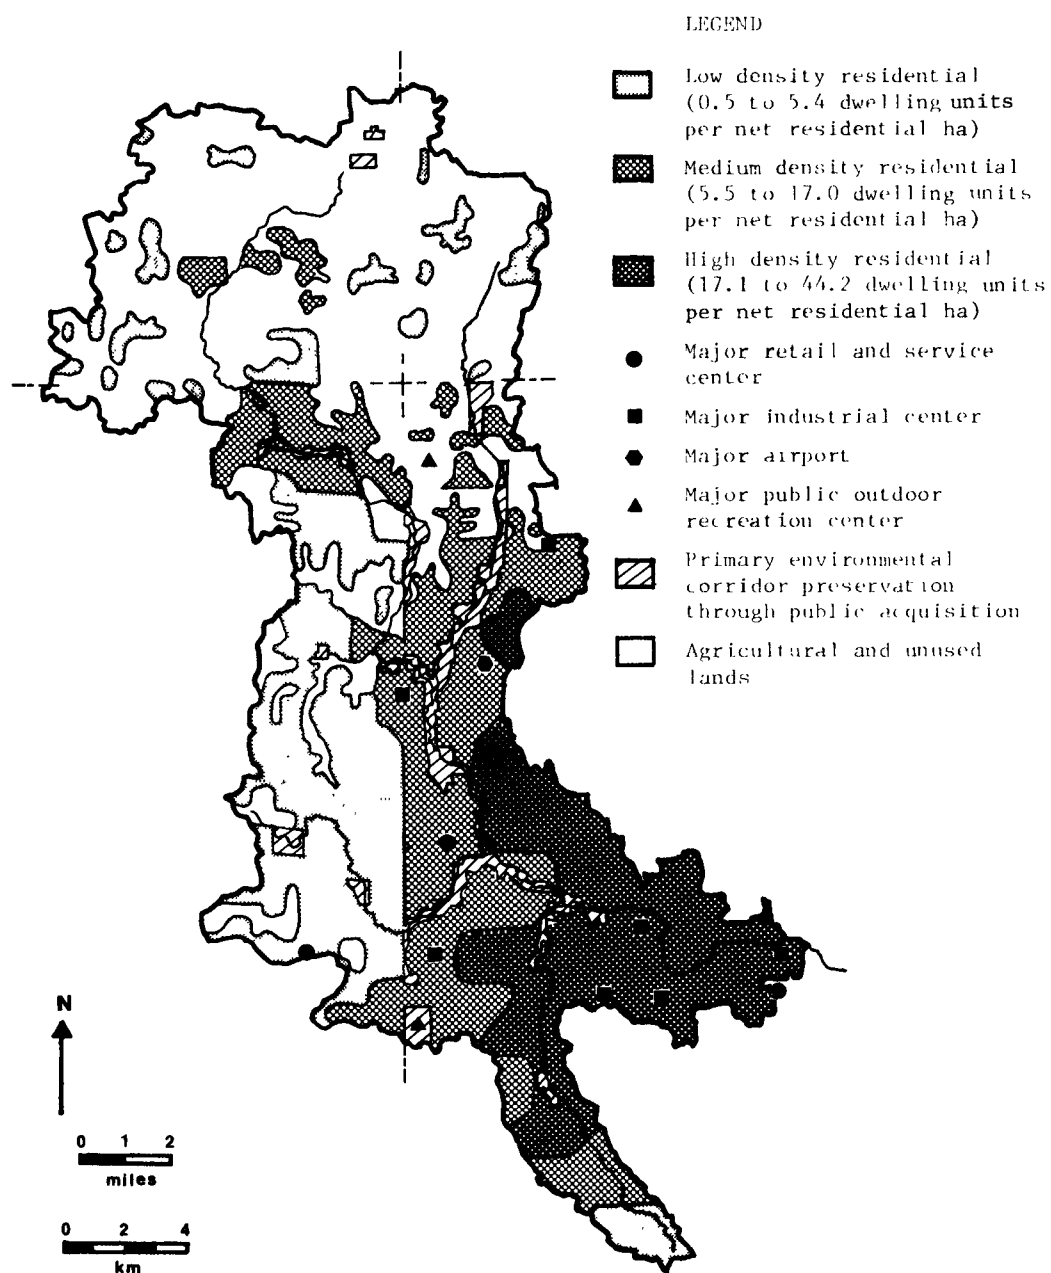 LEGEND
Low density residential
(0.5 to 5.4 dwelling units
per net residential ha)
Medium density residential
(5.5 to 17.0 dwelling units
per net residential ha)
High density residential
(17.1 to 44.2 dwelling units
per net residential ha)
Major retail and service
center
Major industrial center
Major airport
Major public outdoor
recreation center
Primary environmental
corridor preservation
through public acquisition
Agricultural and unused
lands
N
0 1 2
miles
0 2 4
km